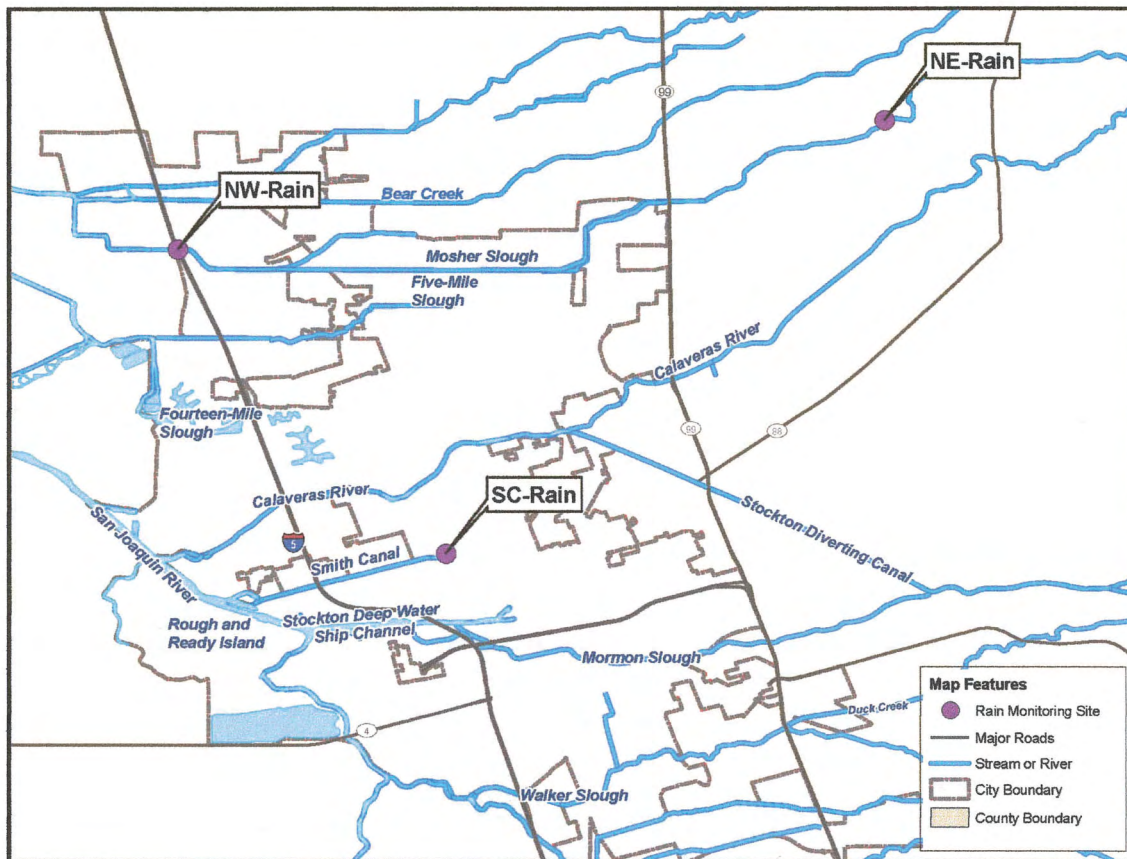 NE-Rain
99
NW-Rain
Bear Creek
Mosher Slough
Five-Mile
Slough
Calaveras River
Fourteen-Mile
Slough
99
88
Calaveras River
SC-Rain
San Joaquin River
5
Smith Canal
Stockton Diverting Canal
Rough and
Ready Island
Stockton Deep Water
Ship Channel
Mormon Slough
4
Duck Creek
Walker Slough
Map Features
Rain Monitoring Site
Major Roads
Stream or River
City Boundary
County Boundary